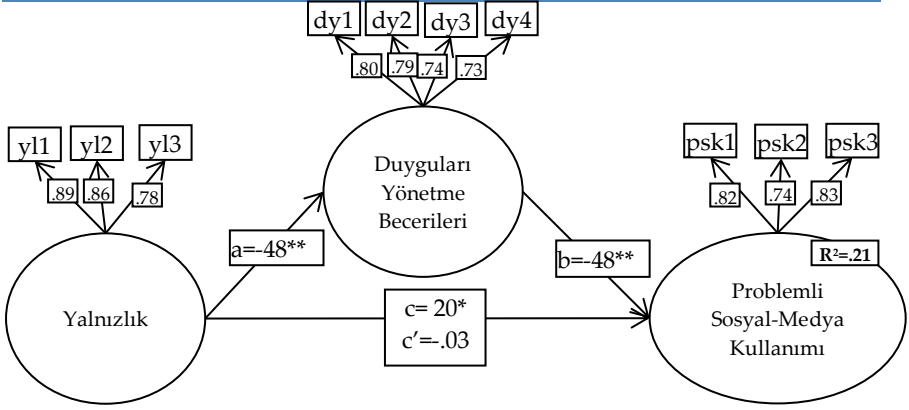 dy1 dy2 dy3 dy4
.80 .79 .74 .73
yl1 yl2 yl3
.89 .86 .78
Duyguları
Yönetme
Becerileri
psk1 psk2 psk3
.82 .74 .83
a=-48**
b=-48**
R²=.21
Yalnızlık
c= 20*
c’=-.03
Problemli
Sosyal-Medya
Kullanımı